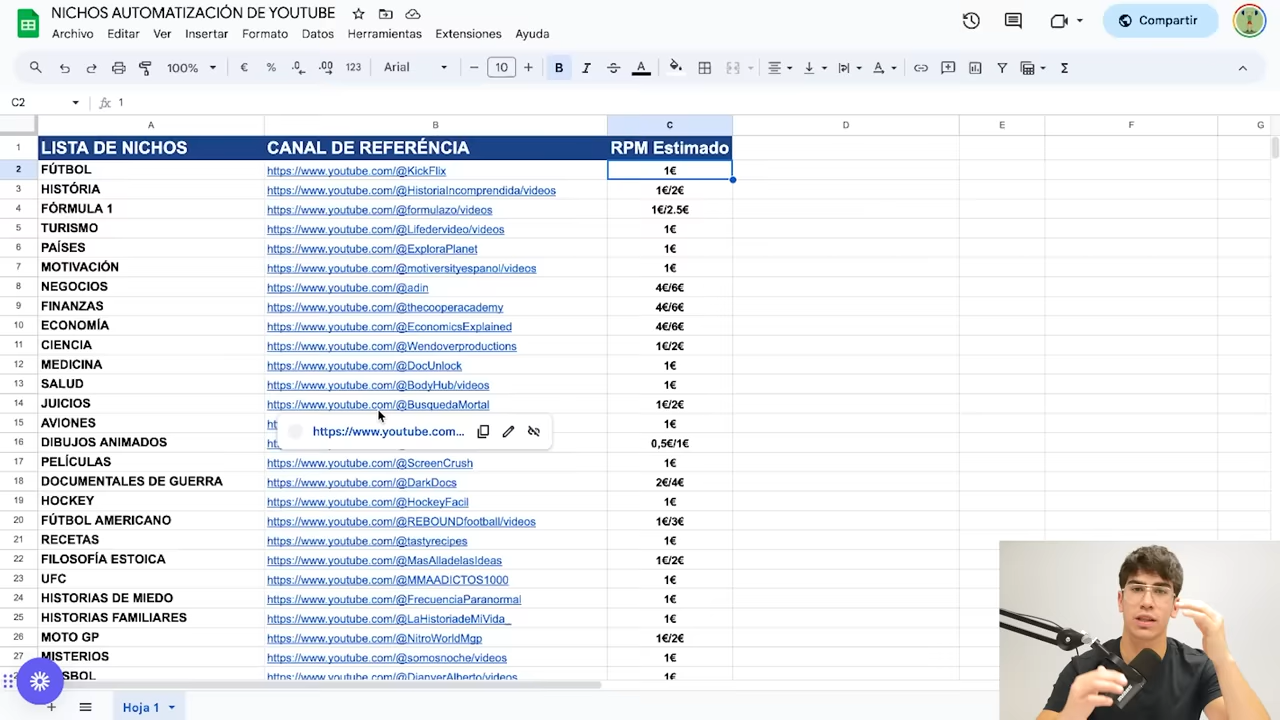 NICHOS AUTOMATIZACIÓN DE YOUTUBE
Archivo Editar Ver Insertar Formato Datos Herramientas Extensiones Ayuda
Compartir
100% € % .0 .00 123 Arial − 10 + B I S A Σ
C2 fx 1
A B C D E F G
1 LISTA DE NICHOS CANAL DE REFERÉNCIA RPM Estimado
2 FÚTBOL https://www.youtube.com/@KickFlix 1€
3 HISTÓRIA https://www.youtube.com/@HistoriaIncomprendida/videos 1€/2€
4 FÓRMULA 1 https://www.youtube.com/@formulazo/videos 1€/2.5€
5 TURISMO https://www.youtube.com/@Lifedervideo/videos 1€
6 PAÍSES https://www.youtube.com/@ExploraPlanet 1€
7 MOTIVACIÓN https://www.youtube.com/@motiversityespanol/videos 1€
8 NEGOCIOS https://www.youtube.com/@adin 4€/6€
9 FINANZAS https://www.youtube.com/@thecooperacademy 4€/6€
10 ECONOMÍA https://www.youtube.com/@EconomicsExplained 4€/6€
11 CIENCIA https://www.youtube.com/@Wendoverproductions 1€/2€
12 MEDICINA https://www.youtube.com/@DocUnlock 1€
13 SALUD https://www.youtube.com/@BodyHub/videos 1€
14 JUICIOS https://www.youtube.com/@BusquedaMortal 1€/2€
15 AVIONES ht 1€
https://www.youtube.com...
16 DIBUJOS ANIMADOS ht 0,5€/1€
17 PELÍCULAS https://www.youtube.com/@ScreenCrush 1€
18 DOCUMENTALES DE GUERRA https://www.youtube.com/@DarkDocs 2€/4€
19 HOCKEY https://www.youtube.com/@HockeyFacil 1€
20 FÚTBOL AMERICANO https://www.youtube.com/@REBOUNDfootball/videos 1€/3€
21 RECETAS https://www.youtube.com/@tastyrecipes 1€
22 FILOSOFÍA ESTOICA https://www.youtube.com/@MasAlladelasIdeas 1€/2€
23 UFC https://www.youtube.com/@MMAADICTOS1000 1€
24 HISTORIAS DE MIEDO https://www.youtube.com/@FrecuenciaParanormal 1€
25 HISTORIAS FAMILIARES https://www.youtube.com/@LaHistoriadeMiVida_ 1€
26 MOTO GP https://www.youtube.com/@NitroWorldMgp 1€/2€
27 MISTERIOS https://www.youtube.com/@somosnoche/videos 1€
https://www.youtube.com/@DianyerAlberto/videos 1€
Hoja 1